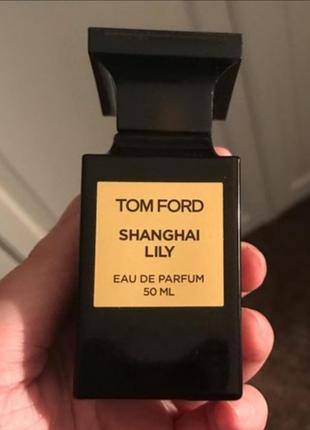 TOM FORD
SHANGHAI
LILY
EAU DE PARFUM
50 ML